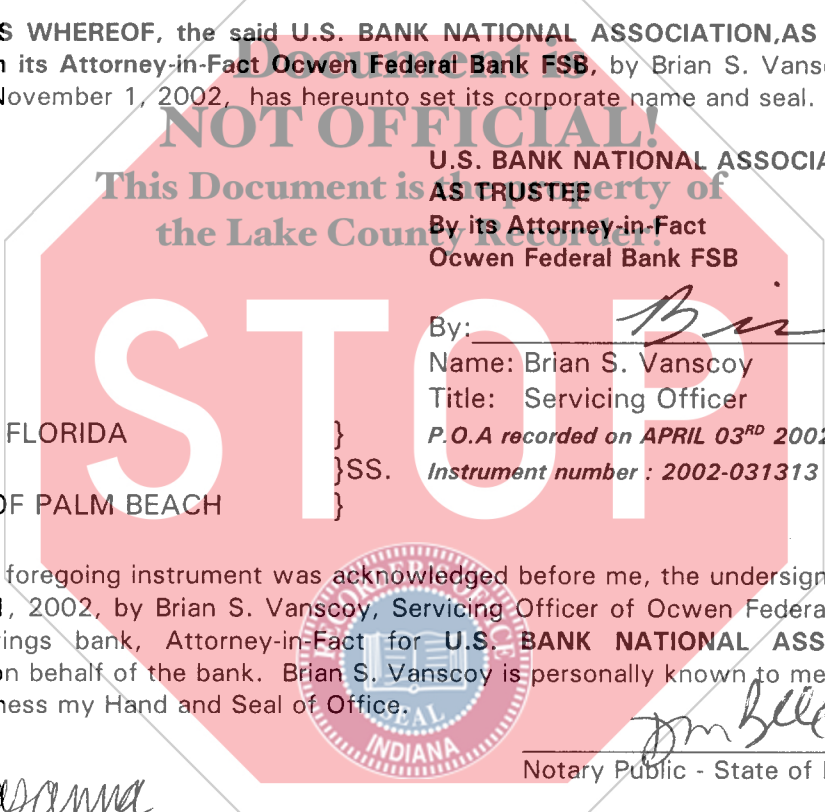 S WHEREOF, the said U.S. BANK NATIONAL ASSOCIATION,AS
its Attorney-in-Fact Ocwen Federal Bank FSB, by Brian S. Vansc
November 1, 2002, has hereunto set its corporate name and seal.
Document is
NOT OFFICIAL!
This Document is the property of
the Lake County Recorder!
U.S. BANK NATIONAL ASSOCIA
AS TRUSTEE
By its Attorney-in-Fact
Ocwen Federal Bank FSB
STOP
By:
Name: Brian S. Vanscoy
Title: Servicing Officer
FLORIDA }
P.O.A recorded on APRIL 03RD 2002
}SS.
Instrument number : 2002-031313
OF PALM BEACH }
foregoing instrument was acknowledged before me, the undersign
, 2002, by Brian S. Vanscoy, Servicing Officer of Ocwen Federa
ings bank, Attorney-in-Fact for U.S. BANK NATIONAL ASS
n behalf of the bank. Brian S. Vanscoy is personally known to me
ness my Hand and Seal of Office.
RECORDER'S OFFICE
SEAL
INDIANA
Notary Public - State of